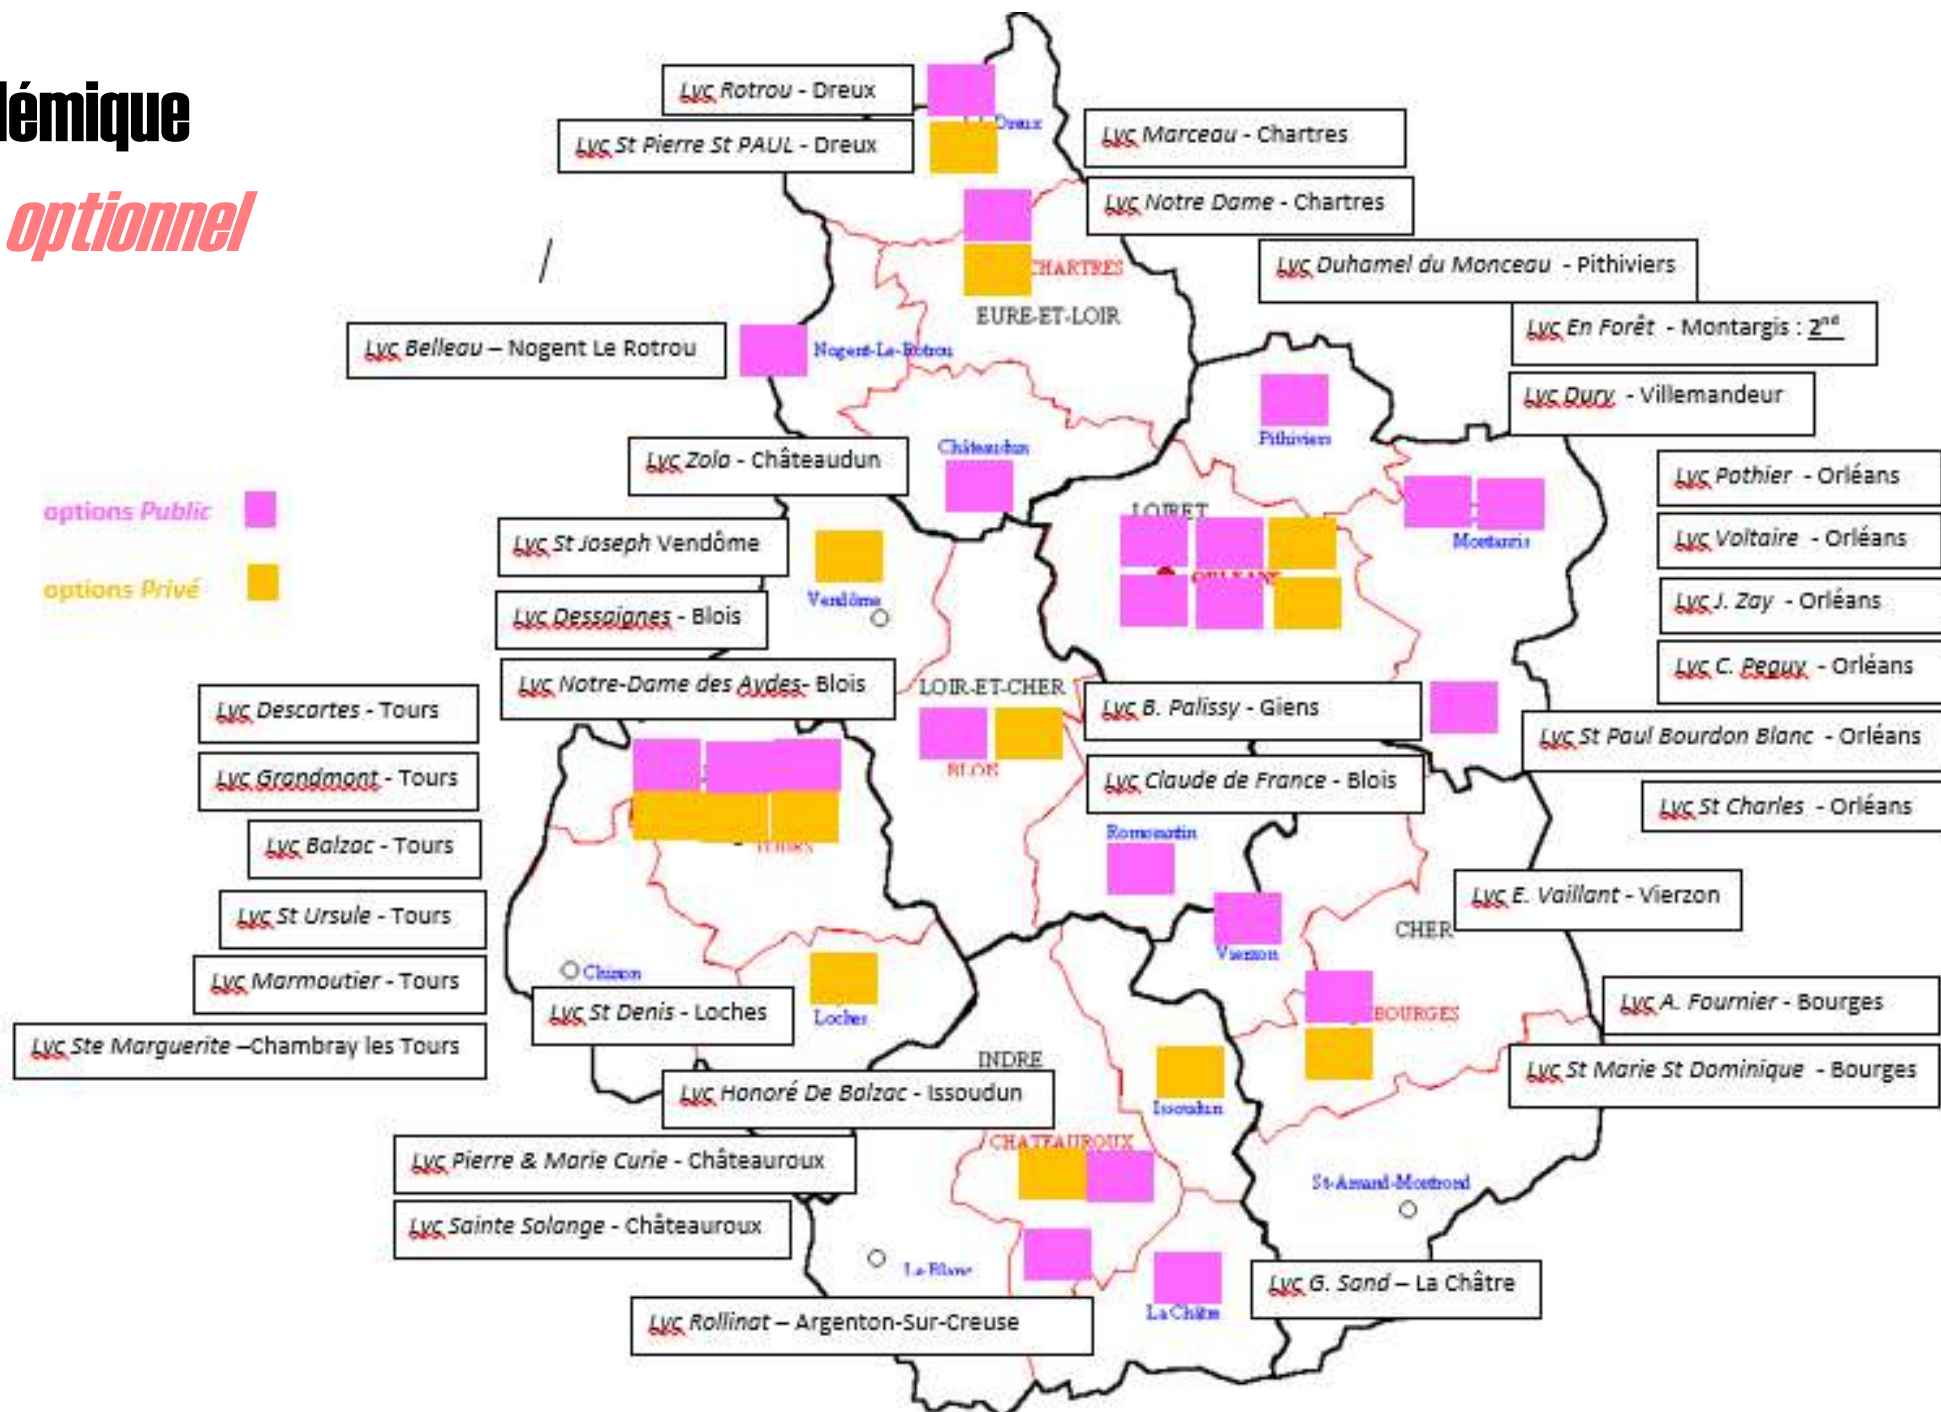 lémique
optionnel
Lyc Rotrou - Dreux
Lyc St Pierre St PAUL - Dreux
Dreux
Lyc Marceau - Chartres
Lyc Notre Dame - Chartres
CHARTRES
EURE-ET-LOIR
Lyc Duhamel du Monceau - Pithiviers
Lyc En Forêt - Montargis : 2nd
Lyc Dury - Villemandeur
Lyc Belleau – Nogent Le Rotrou
Nogent-Le-Rotrou
Pithiviers
Lyc Zola - Châteaudun
Châteaudun
options Public
options Privé
Lyc St Joseph Vendôme
Vendôme
Lyc Dessaignes - Blois
Lyc Notre-Dame des Aydes- Blois
LOIRET
ORLEANS
Montargis
Lyc Pothier - Orléans
Lyc Voltaire - Orléans
Lyc J. Zay - Orléans
Lyc C. Peguy - Orléans
Lyc St Paul Bourdon Blanc - Orléans
Lyc St Charles - Orléans
LOIR-ET-CHER
BLOIS
Lyc B. Palissy - Giens
Lyc Claude de France - Blois
Romorantin
Lyc Descartes - Tours
Lyc Grandmont - Tours
Lyc Balzac - Tours
Lyc St Ursule - Tours
Lyc Marmoutier - Tours
Lyc Ste Marguerite –Chambray les Tours
TOURS
Lyc E. Vaillant - Vierzon
CHER
Vierzon
Chinon
Lyc St Denis - Loches
Loches
BOURGES
Lyc A. Fournier - Bourges
Lyc St Marie St Dominique - Bourges
INDRE
Lyc Honoré De Balzac - Issoudun
Issoudun
CHATEAUROUX
Lyc Pierre & Marie Curie - Châteauroux
Lyc Sainte Solange - Châteauroux
St-Amand-Montrond
Le Blanc
Lyc G. Sand – La Châtre
La Châtre
Lyc Rollinat – Argenton-Sur-Creuse